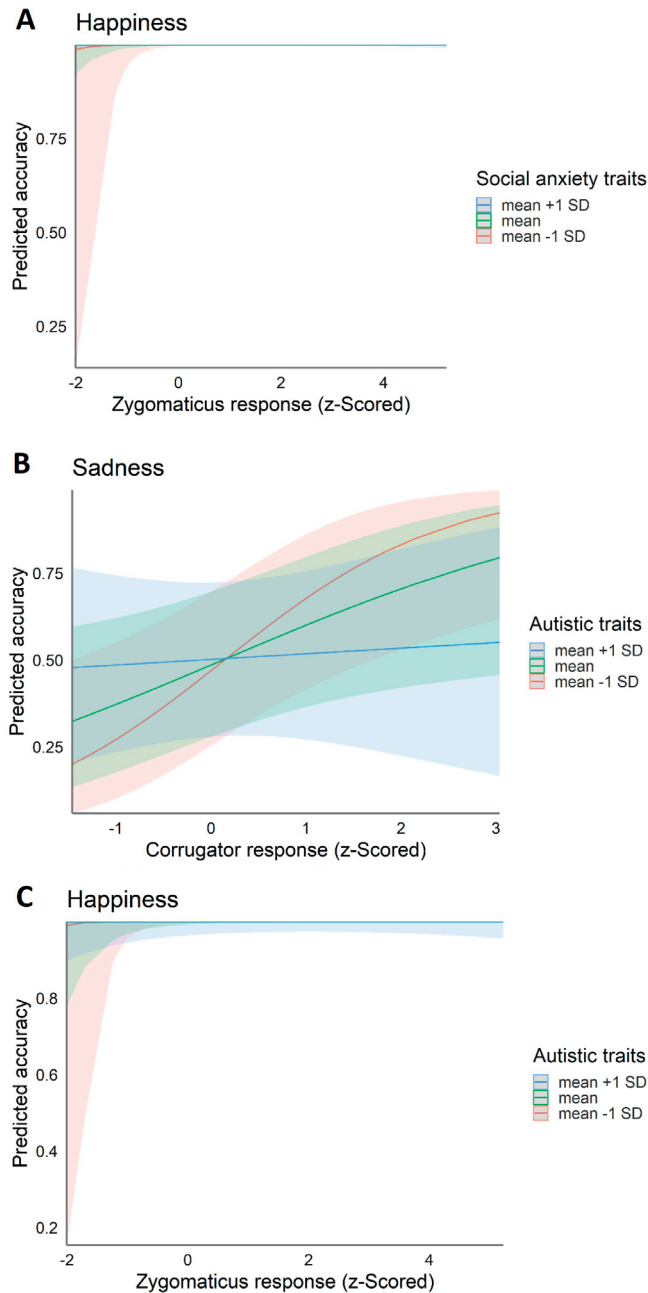 A
Happiness
Predicted accuracy
0.75
0.50
0.25
-2
0
2
4
Zygomaticus response (z-Scored)
Social anxiety traits
mean +1 SD
mean
mean -1 SD
B
Sadness
Predicted accuracy
0.75
0.50
0.25
-1
0
1
2
3
Corrugator response (z-Scored)
Autistic traits
mean +1 SD
mean
mean -1 SD
C
Happiness
Predicted accuracy
0.8
0.6
0.4
0.2
-2
0
2
4
Zygomaticus response (z-Scored)
Autistic traits
mean +1 SD
mean
mean -1 SD